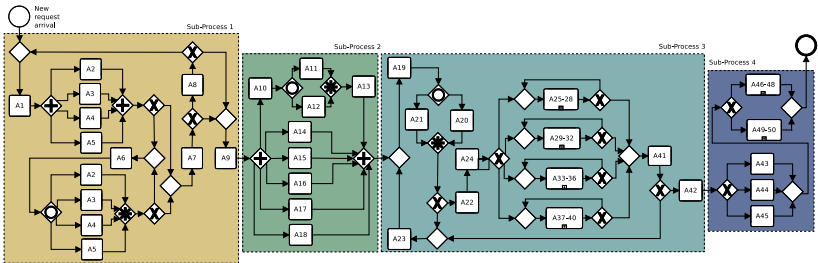 New
request
arrival
Sub-Process 1
Sub-Process 2
Sub-Process 3
Sub-Process 4
A1
A2
A3
A4
A5
A6
A2
A3
A4
A5
A8
A7
A9
A10
A11
A12
A13
A14
A15
A16
A17
A18
A19
A21
A20
A24
A22
A23
A25-28
A29-32
A33-36
A37-40
A41
A42
A46-48
A49-50
A43
A44
A45